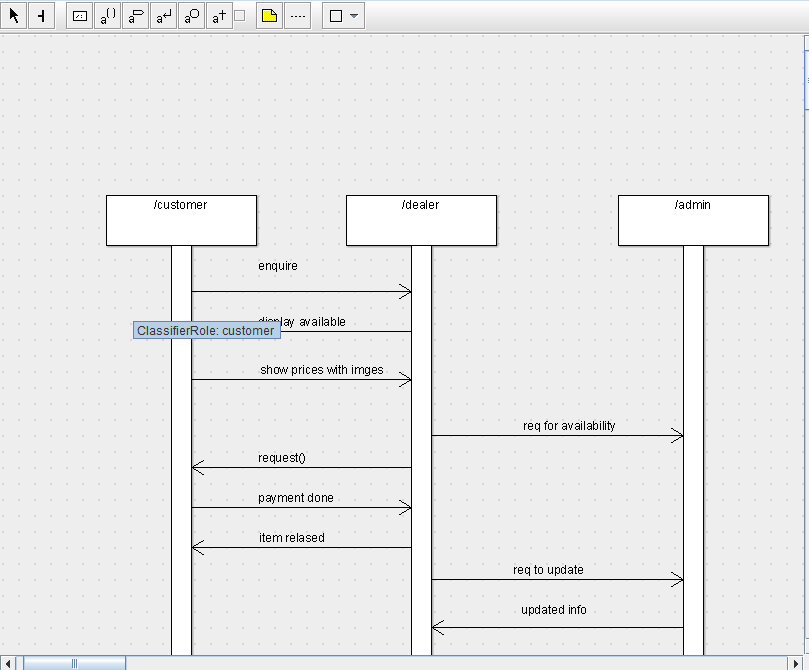 /customer
/dealer
/admin
enquire
display available
ClassifierRole: customer
show prices with imges
req for availability
request()
payment done
item relased
req to update
updated info